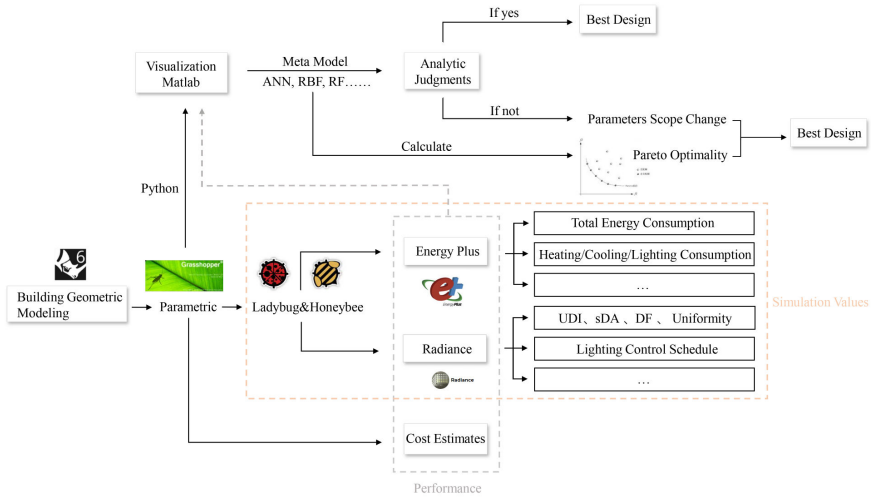 If yes
Best Design
Visualization
Matlab
Meta Model
ANN, RBF, RF......
Analytic
Judgments
If not
Parameters Scope Change
Best Design
Calculate
Pareto Optimality
Python
Total Energy Consumption
6
Energy Plus
Heating/Cooling/Lighting Consumption
Grasshopper
energyPlus
...
Building Geometric
Modeling
Parametric
Ladybug&Honeybee
Simulation Values
UDI、sDA 、DF 、 Uniformity
Radiance
Lighting Control Schedule
Radiance
...
Cost Estimates
Performance